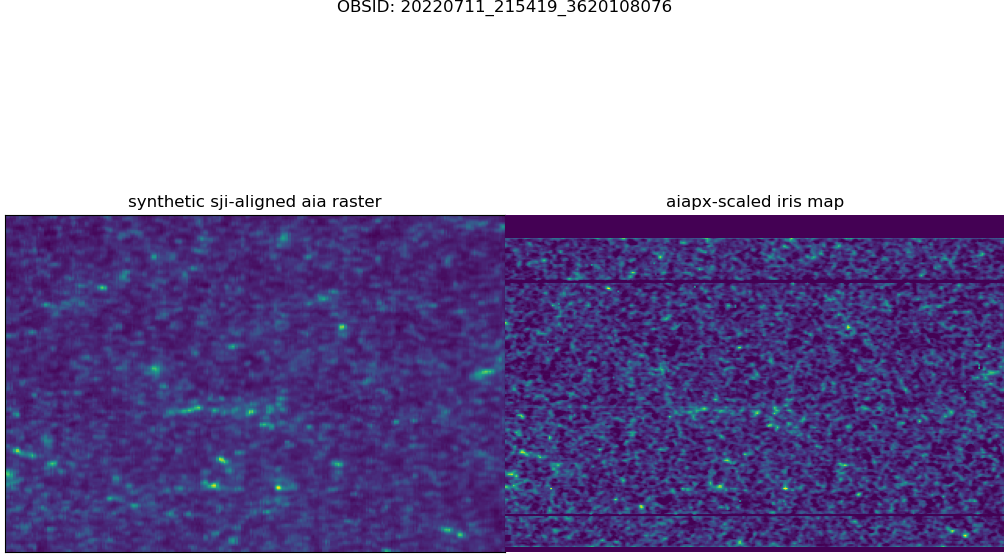 OBSID: 20220711_215419_3620108076
synthetic sji-aligned aia raster
aiapx-scaled iris map